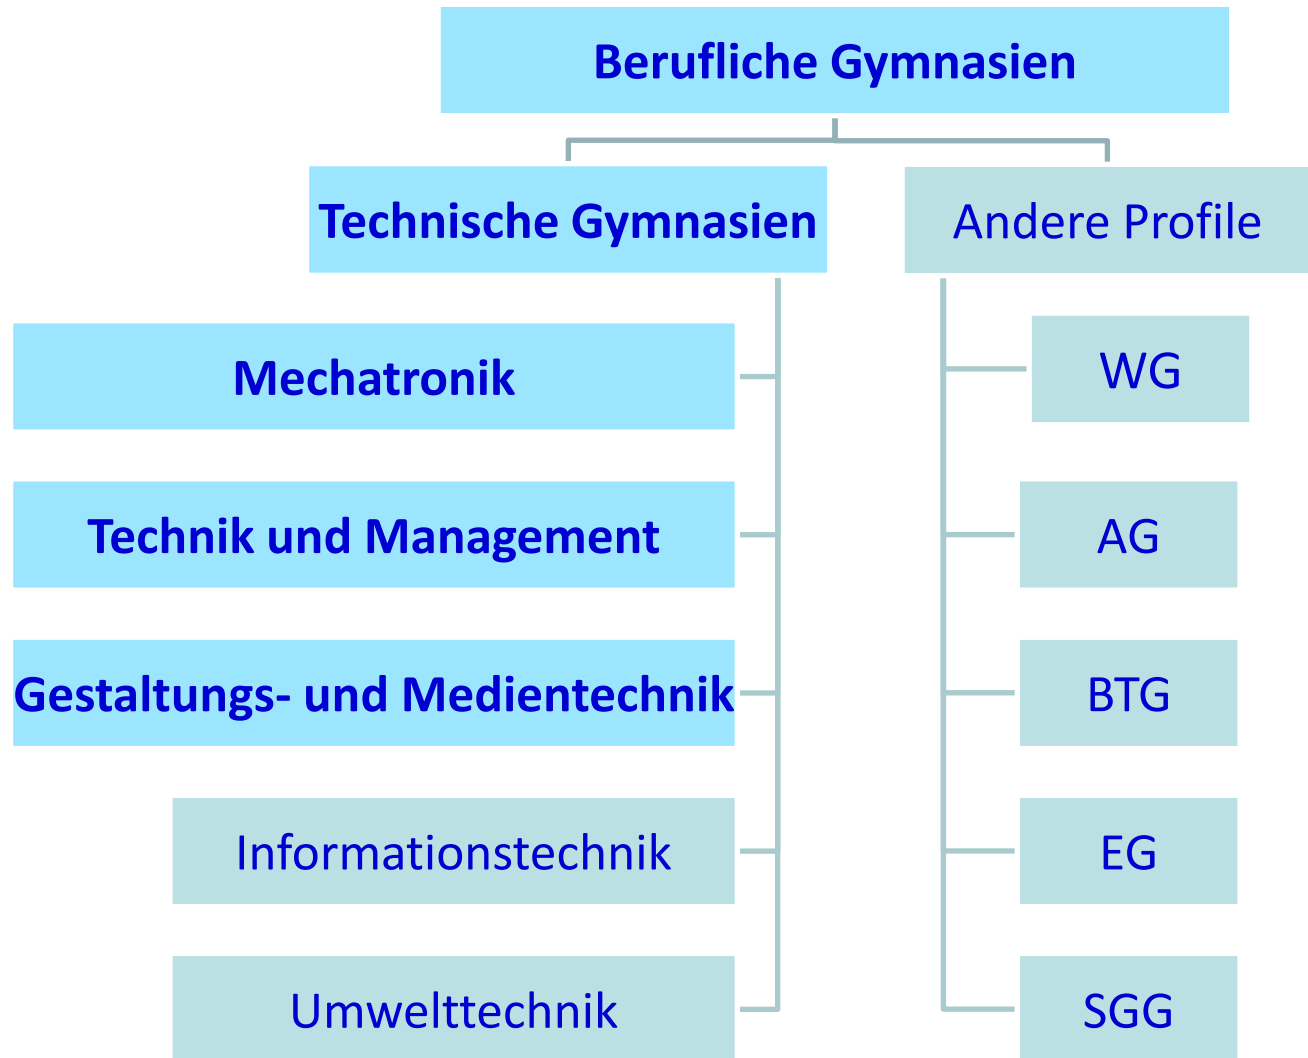 Berufliche Gymnasien
Technische Gymnasien
Andere Profile
Mechatronik
Technik und Management
Gestaltungs- und Medientechnik
Informationstechnik
Umwelttechnik
WG
AG
BTG
EG
SGG